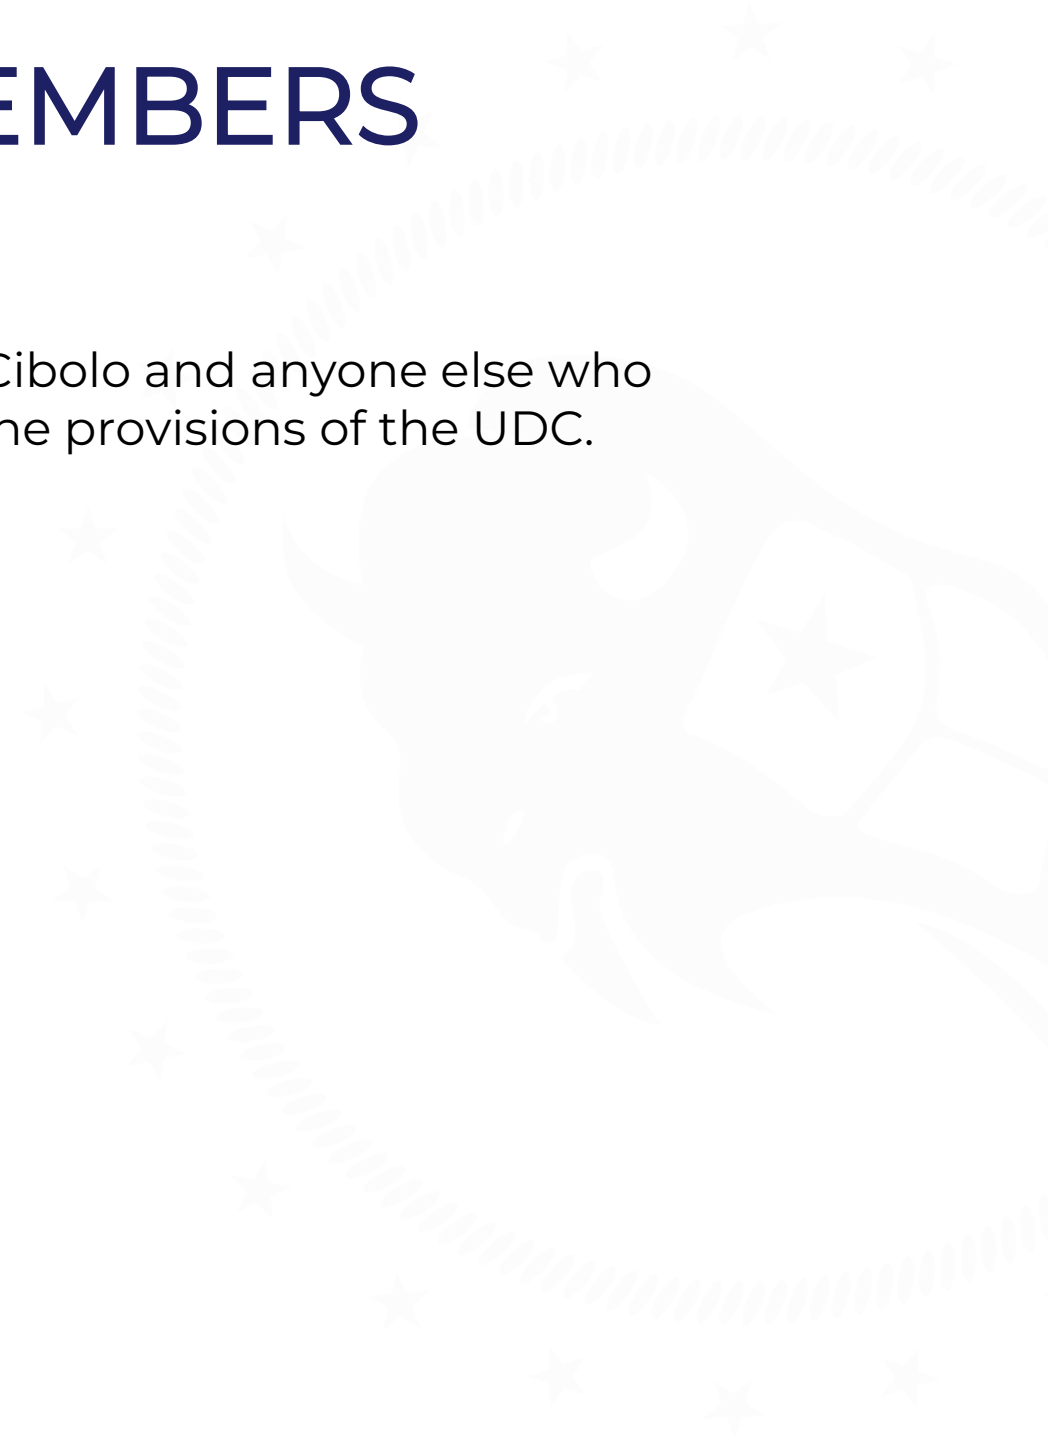 EMBERS
Cibolo and anyone else who
he provisions of the UDC.